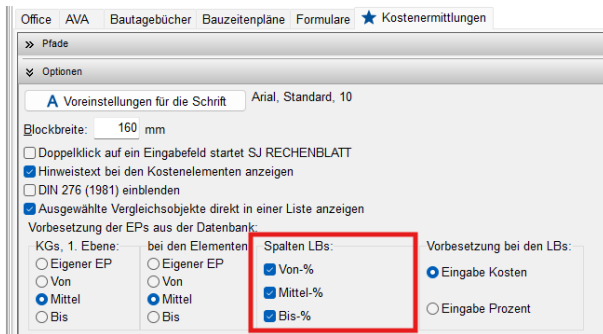 Office AVA Bautagebücher Bauzeitenpläne Formulare Kostenermittlungen
Pfade
Optionen
A Voreinstellungen für die Schrift Arial, Standard, 10
Blockbreite: 160 mm
Doppelklick auf ein Eingabefeld startet SJ RECHENBLATT
Hinweistext bei den Kostenelementen anzeigen
DIN 276 (1981) einblenden
Ausgewählte Vergleichsobjekte direkt in einer Liste anzeigen
Vorbesetzung der EPs aus der Datenbank:
KGs, 1. Ebene: bei den Elementen Spalten LBs: Vorbesetzung bei den LBs:
Eigener EP Eigener EP Von-% Eingabe Kosten
Von Von
Mittel Mittel Mittel-%
Bis Bis Bis-% Eingabe Prozent